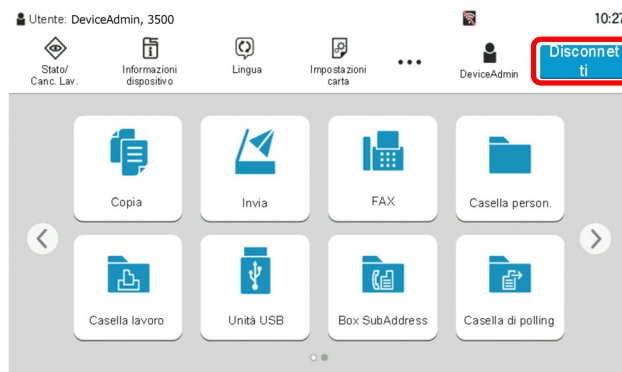 Utente: DeviceAdmin, 3500
10:27
Stato/
Canc. Lav.
Informazioni
dispositivo
Lingua
Impostazioni
carta
DeviceAdmin
Disconnet
ti
Copia
Invia
FAX
Casella person.
Casella lavoro
Unità USB
Box SubAddress
Casella di polling